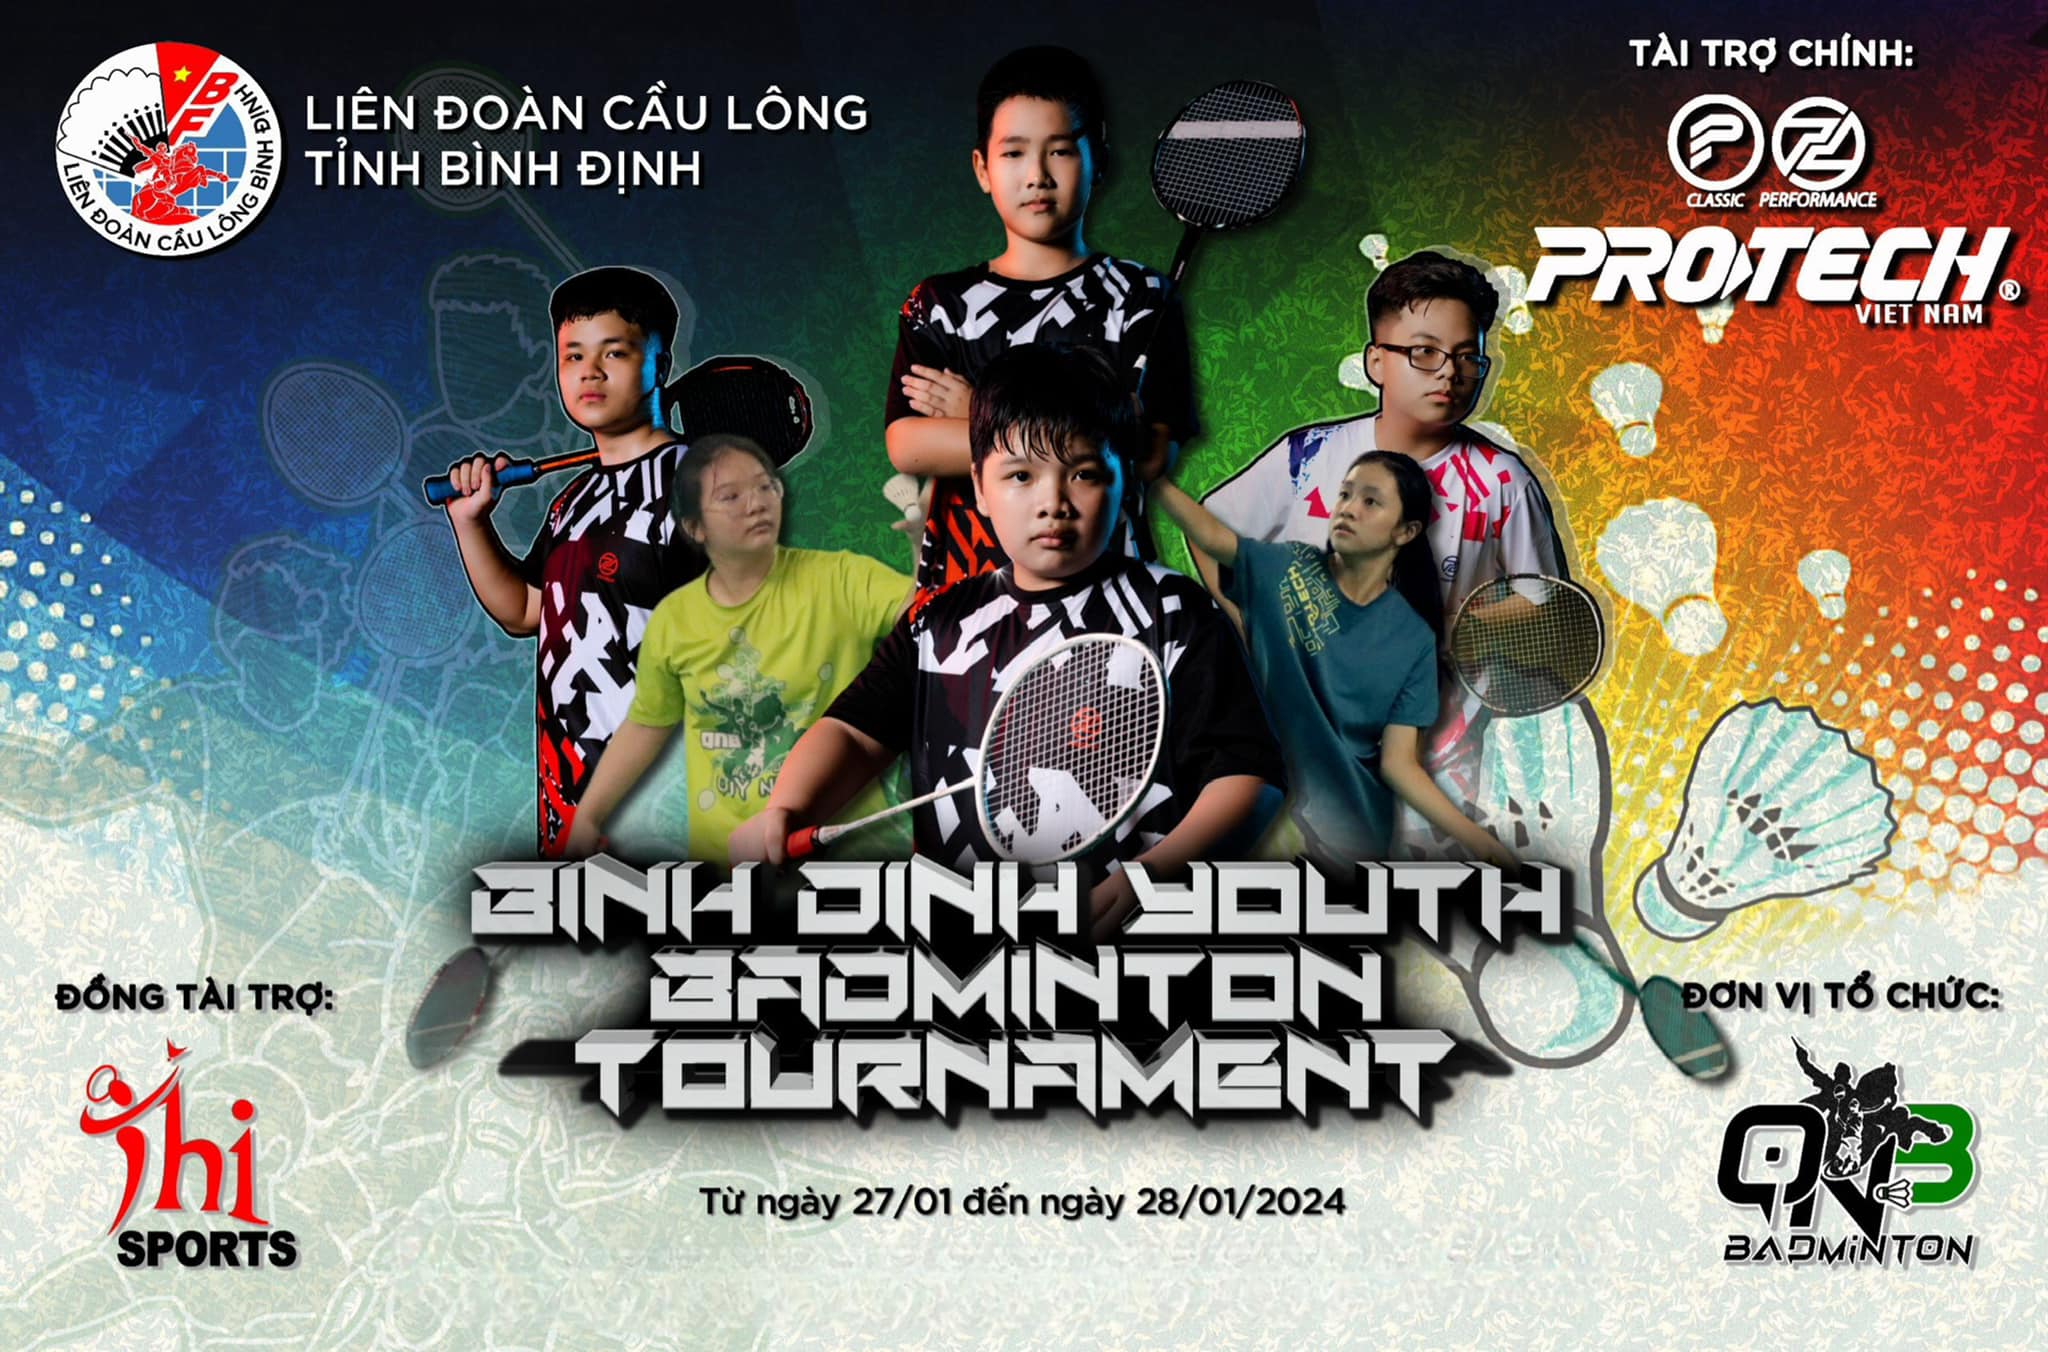 BF
LIÊN ĐOÀN CẦU LÔNG BÌNH ĐỊNH
LIÊN ĐOÀN CẦU LÔNG
TỈNH BÌNH ĐỊNH
TÀI TRỢ CHÍNH:
CLASSIC PERFORMANCE
PROTECH®
VIET NAM
QNB
BINH DINH YOUTH
BADMINTON
TOURNAMENT
ĐỒNG TÀI TRỢ:
nhi
SPORTS
ĐƠN VỊ TỔ CHỨC:
QNB
BADMiNTON
Từ ngày 27/01 đến ngày 28/01/2024